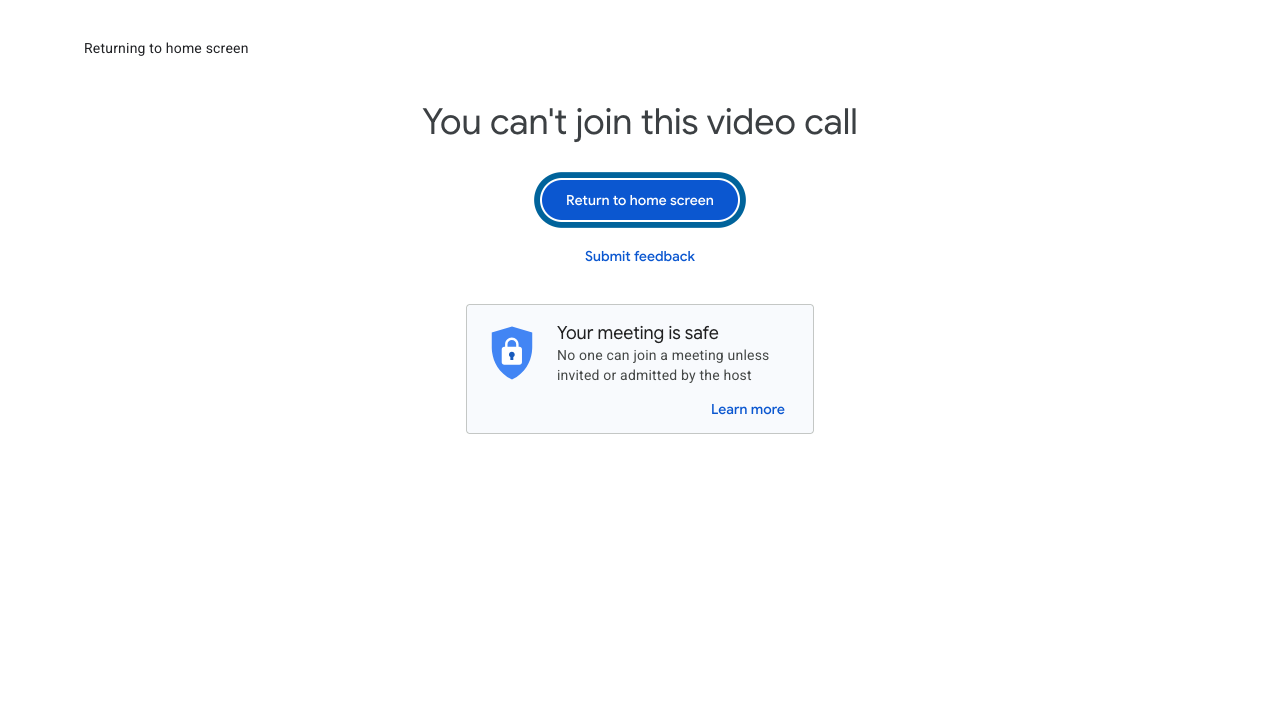 Returning to home screen
You can't join this video call
Return to home screen
Submit feedback
Your meeting is safe
No one can join a meeting unless
invited or admitted by the host
Learn more